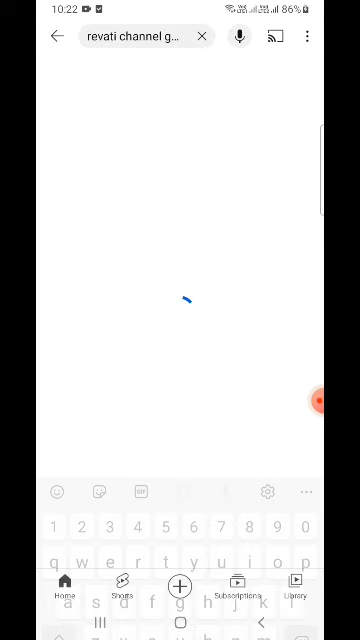 10:22 86%
revati channel g...
GIF
1 2 3 4 5 6 7 8 9 0
q w e r t y u i o p
Home Shorts Subscriptions Library
a s d f g h j k l